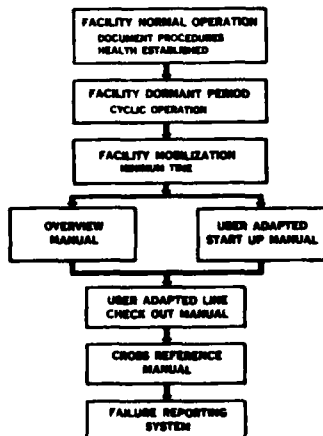 FACILITY NORMAL OPERATION
DOCUMENT PROCEDURES
HEALTH ESTABLISHED
FACILITY DORMANT PERIOD
CYCLIC OPERATION
FACILITY MOBILIZATION
MINIMUM TIME
OVERVIEW
MANUAL
USER ADAPTED
START UP MANUAL
USER ADAPTED LINE
CHECK OUT MANUAL
CROSS REFERENCE
MANUAL
FAILURE REPORTING
SYSTEM